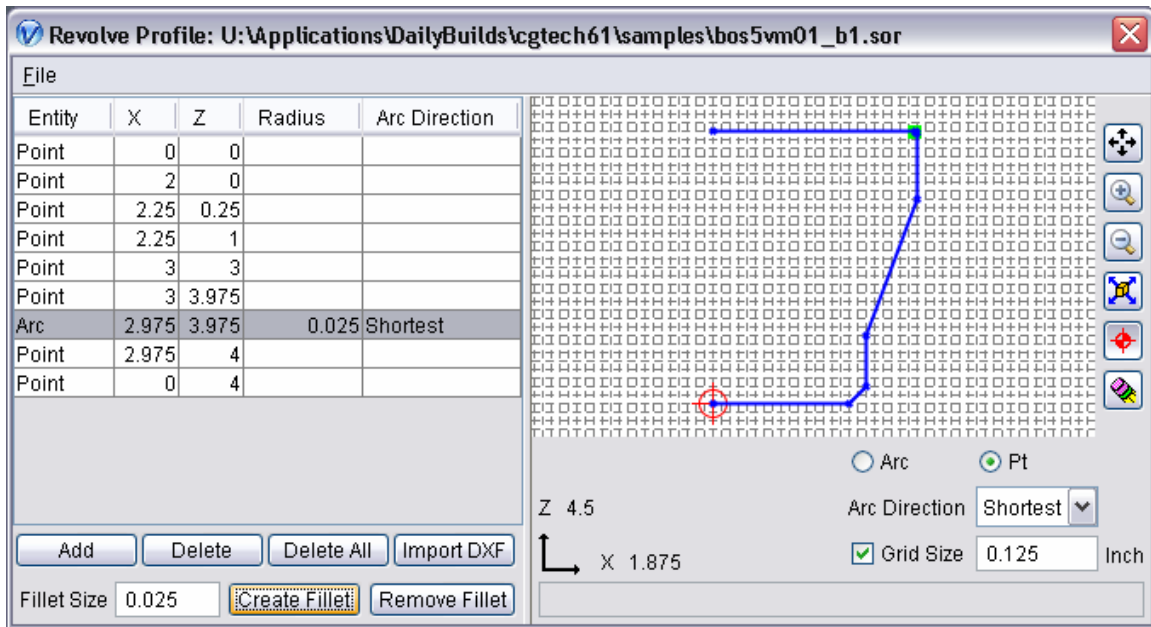 Revolve Profile: U:\Applications\DailyBuilds\cgtech61\samples\bos5vm01_b1.sor
File
Entity X Z Radius Arc Direction
Point 0 0
Point 2 0
Point 2.25 0.25
Point 2.25 1
Point 3 3
Point 3 3.975
Arc 2.975 3.975 0.025 Shortest
Point 2.975 4
Point 0 4
Arc Pt
Z 4.5 Arc Direction Shortest
X 1.875 Grid Size 0.125 Inch
Add Delete Delete All Import DXF
Fillet Size 0.025 Create Fillet Remove Fillet